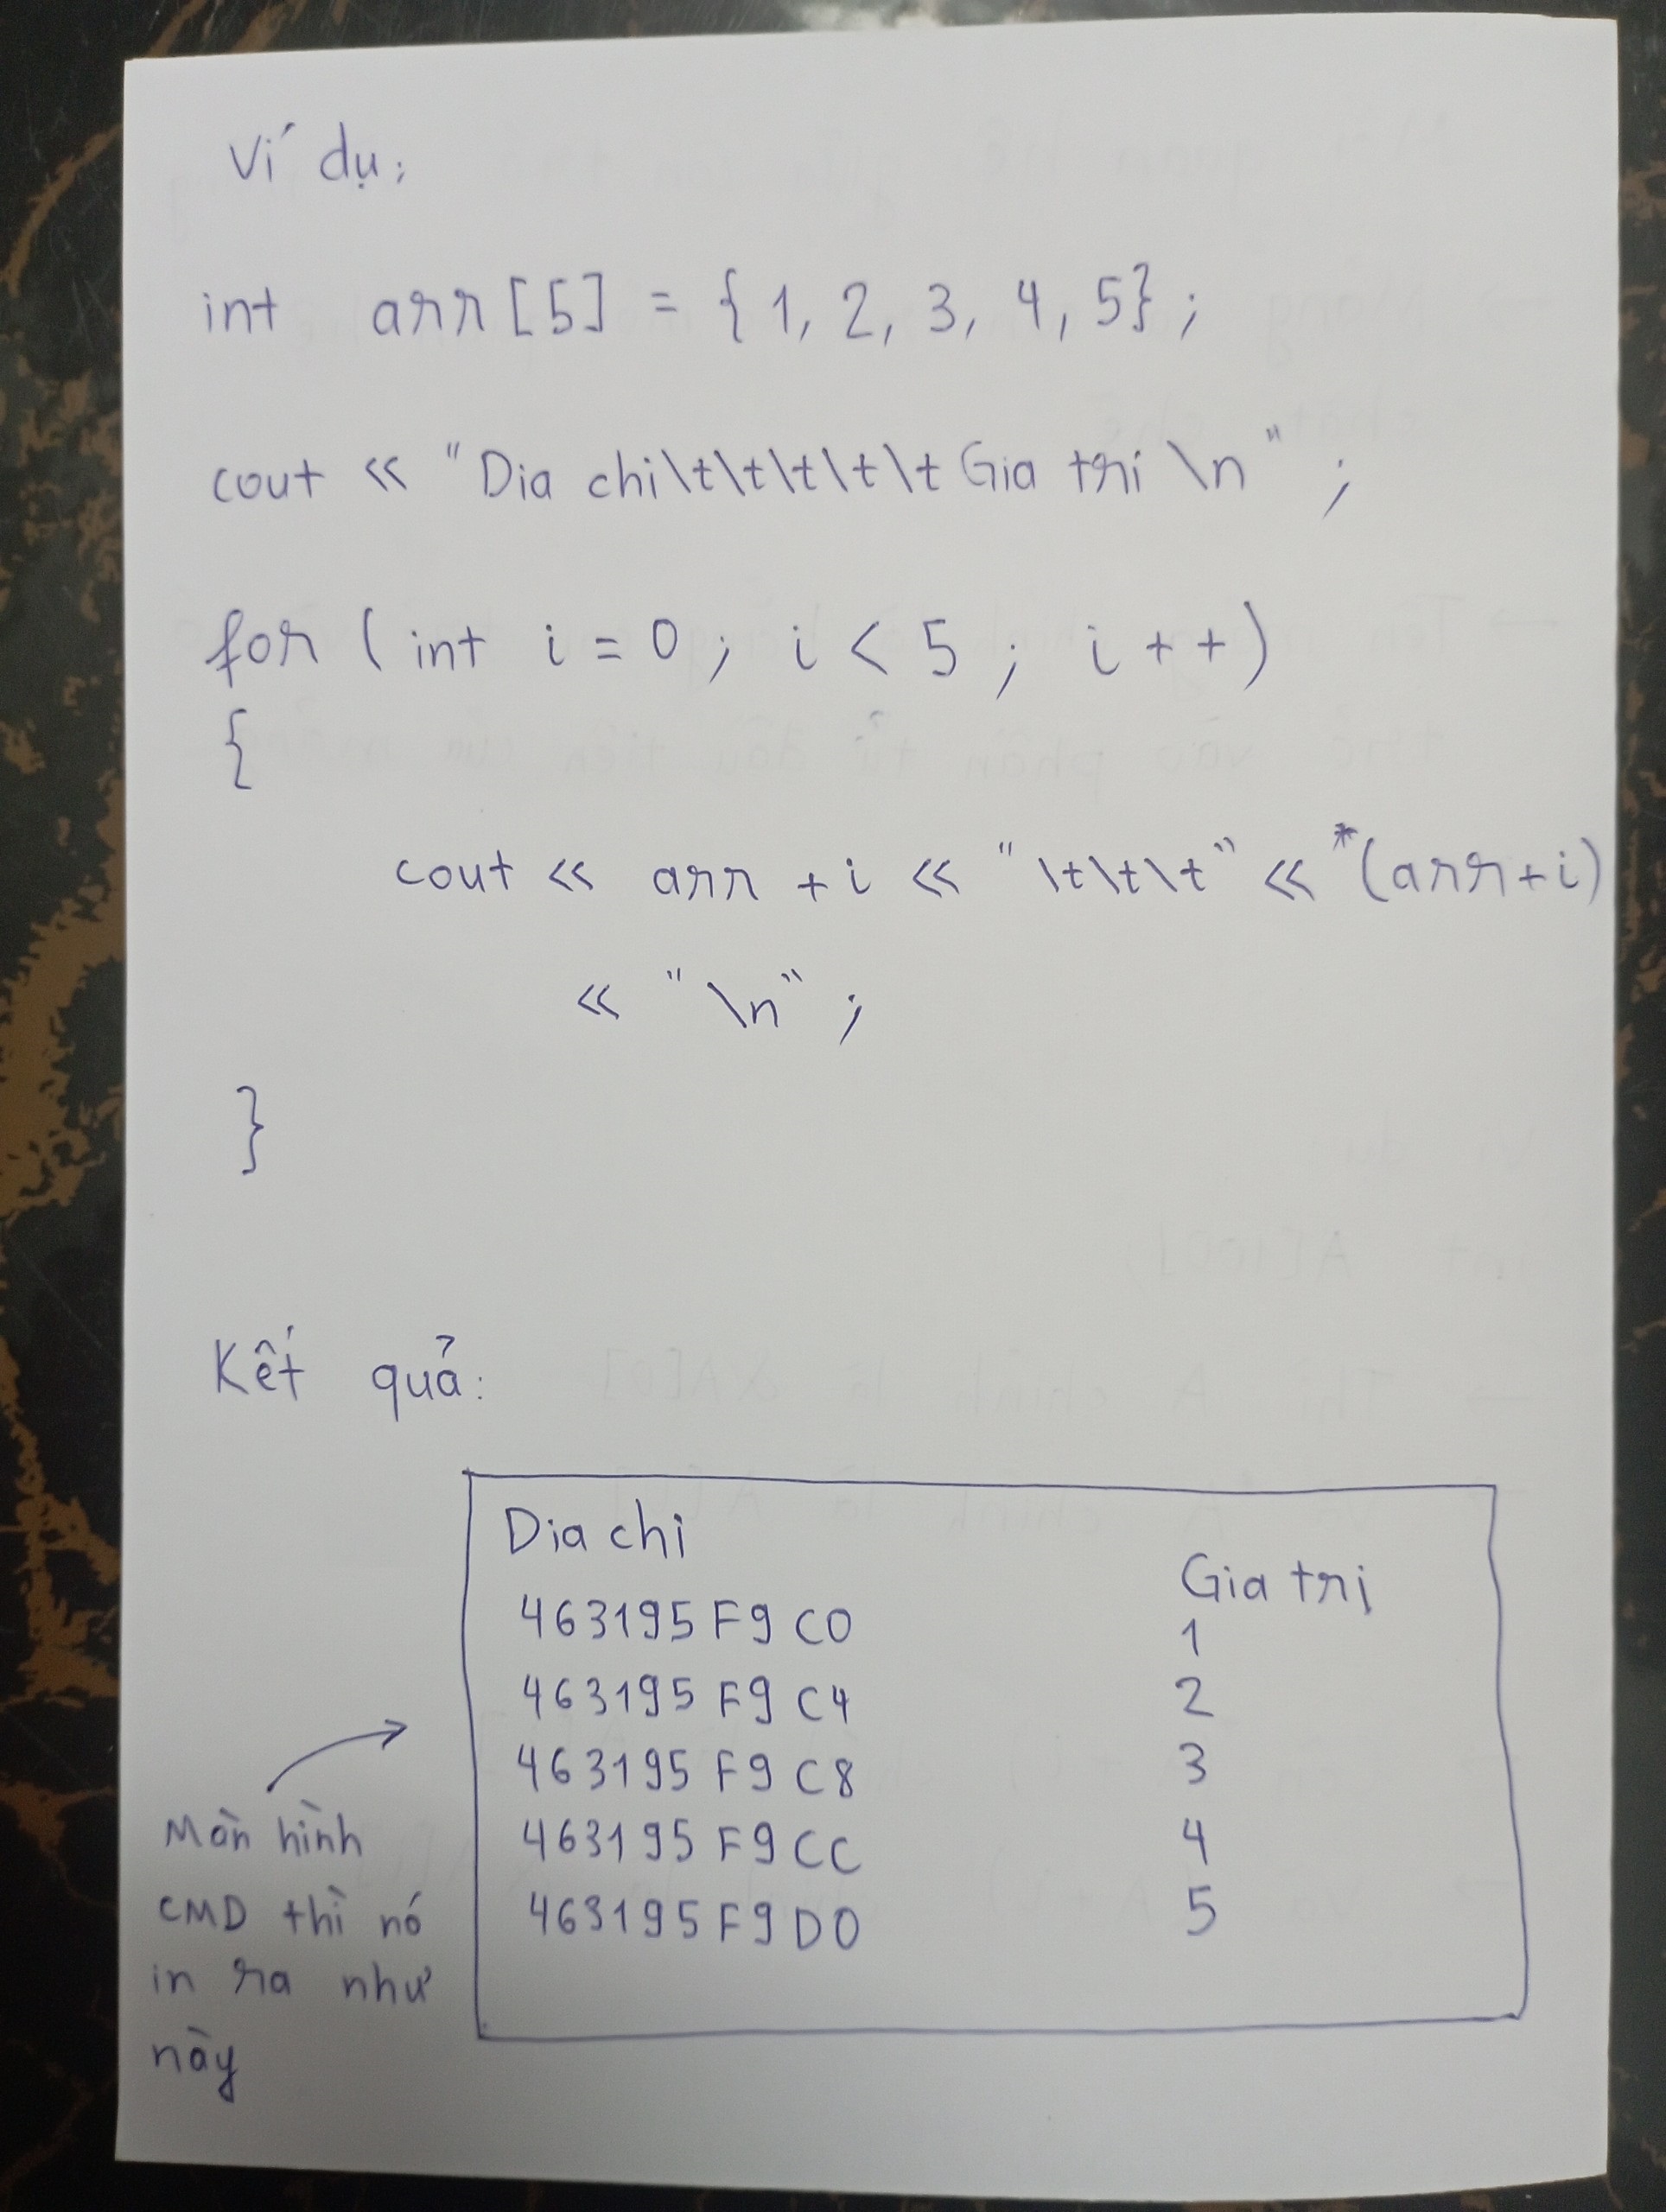 Ví dụ:
int arr[5] = {1, 2, 3, 4, 5};
cout << "Dia chi\t\t\t\t\t Gia tri \n";
for (int i = 0; i < 5; i++)
{
cout << arr + i << "\t\t\t" << *(arr+i)
<< "\n";
}
Kết quả:
Dia chi Gia trị
463195F9C0 1
463195F9C4 2
463195F9C8 3
463195F9CC 4
463195F9D0 5
Màn hình
CMD thì nó
in ra như
này